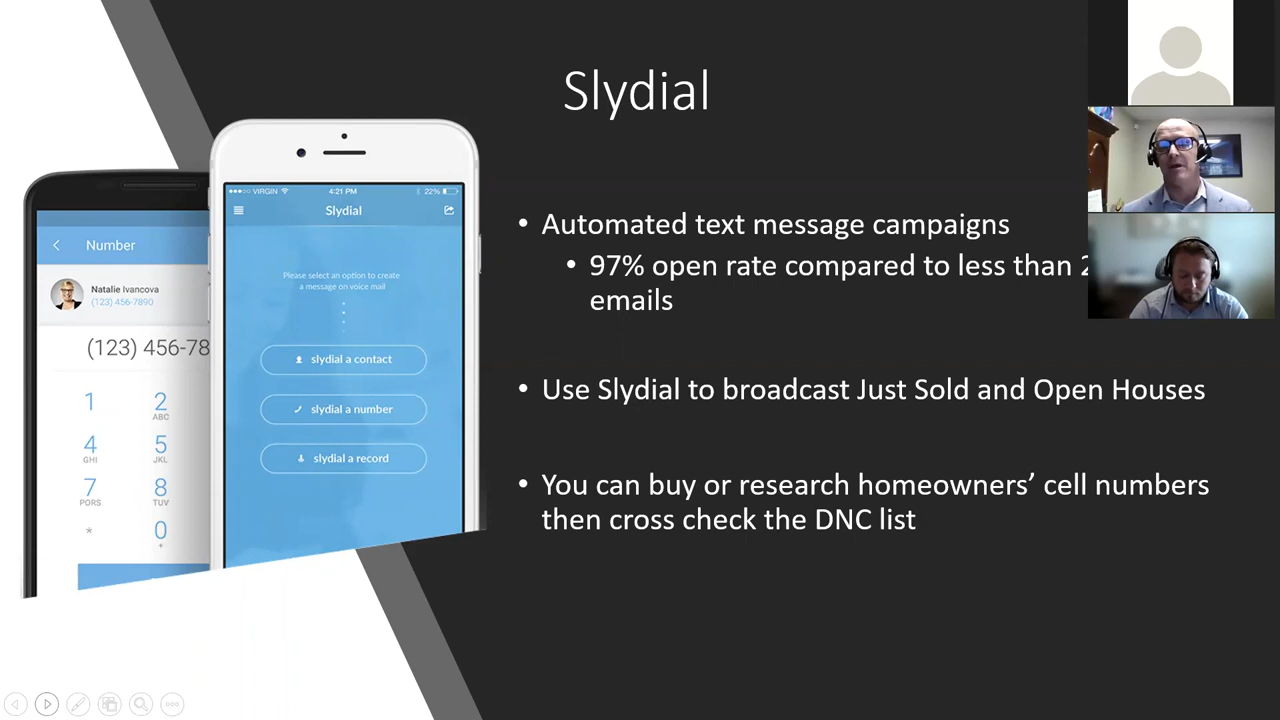 Slydial
Automated text message campaigns
97% open rate compared to less than
emails
Use Slydial to broadcast Just Sold and Open Houses
You can buy or research homeowners’ cell numbers
then cross check the DNC list
VIRGIN 4:21 PM 22%
Slydial
Please select an option to create
a message on voice mail
slydial a contact
slydial a number
slydial a record
Number
Natalie Ivancova
(123) 456-7890
(123) 456-78
1 2
ABC
4 5
GHI JKL
7 8
PQRS TUV
* 0
+